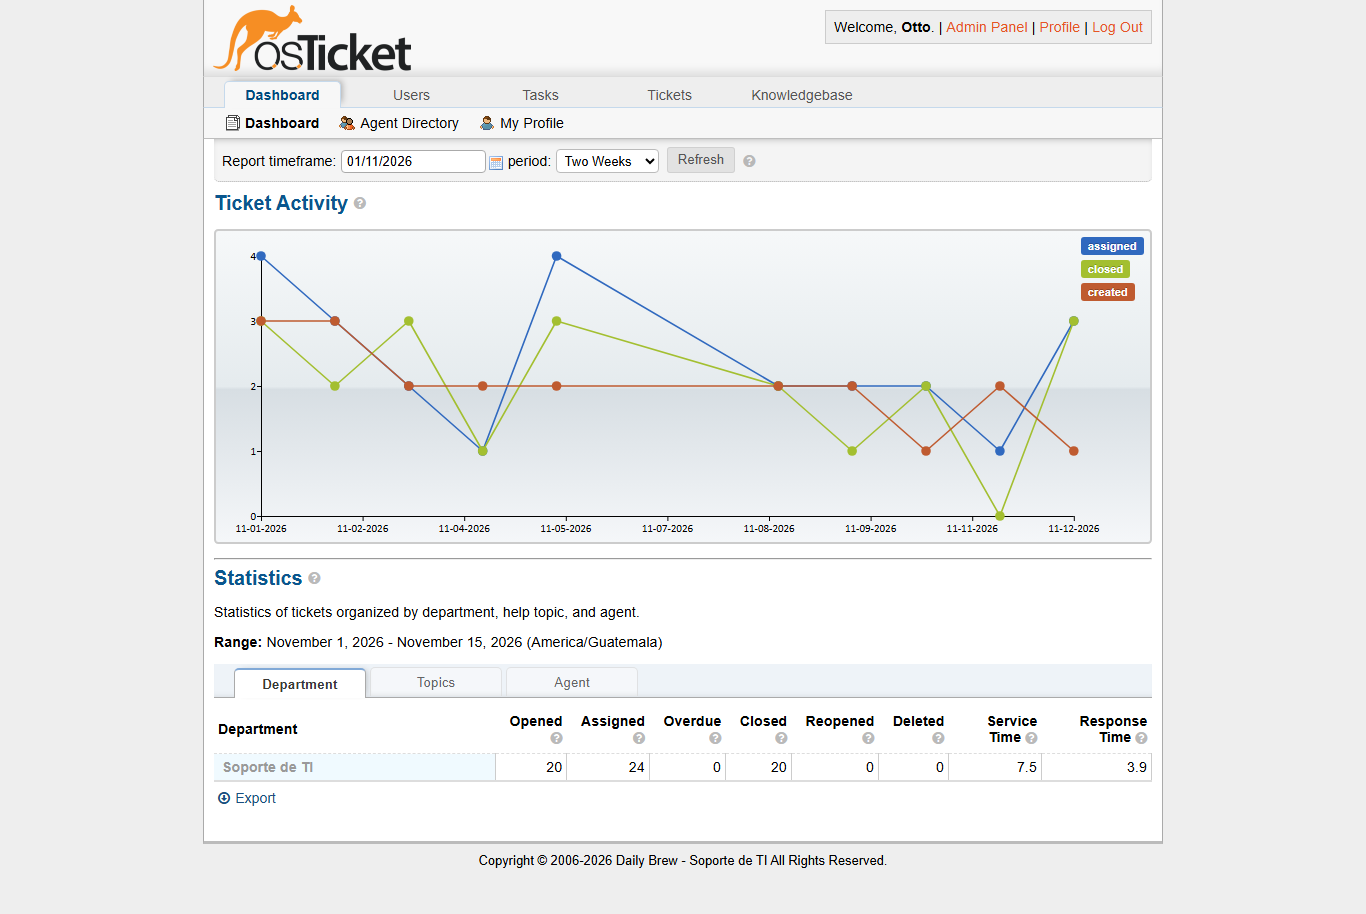 osTicket
Welcome, Otto. | Admin Panel | Profile | Log Out
Dashboard Users Tasks Tickets Knowledgebase
Dashboard Agent Directory My Profile
Report timeframe: 01/11/2026 period: Two Weeks Refresh ?
Ticket Activity ?
assigned
closed
created
4
3
2
1
0
11-01-2026 11-02-2026 11-04-2026 11-05-2026 11-07-2026 11-08-2026 11-09-2026 11-11-2026 11-12-2026
Statistics ?
Statistics of tickets organized by department, help topic, and agent.
Range: November 1, 2026 - November 15, 2026 (America/Guatemala)
Department Topics Agent
Department Opened ? Assigned ? Overdue ? Closed ? Reopened ? Deleted ? Service Time ? Response Time ?
Soporte de TI 20 24 0 20 0 0 7.5 3.9
Export
Copyright © 2006-2026 Daily Brew - Soporte de TI All Rights Reserved.